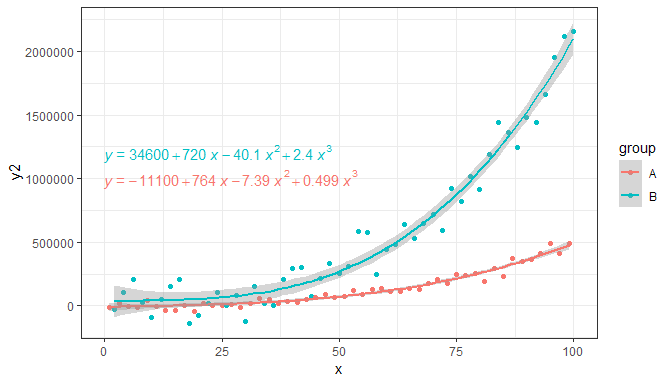 2000000
1500000
1000000
500000
0
y2
y = 34600 + 720 x − 40.1 x² + 2.4 x³
y = −11100 + 764 x − 7.39 x² + 0.499 x³
0 25 50 75 100
x
group
A
B